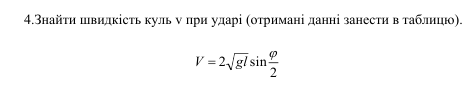 4.Знайти швидкість куль v при ударі (отримані данні занести в таблицю).
V = 2√gl sin φ/2